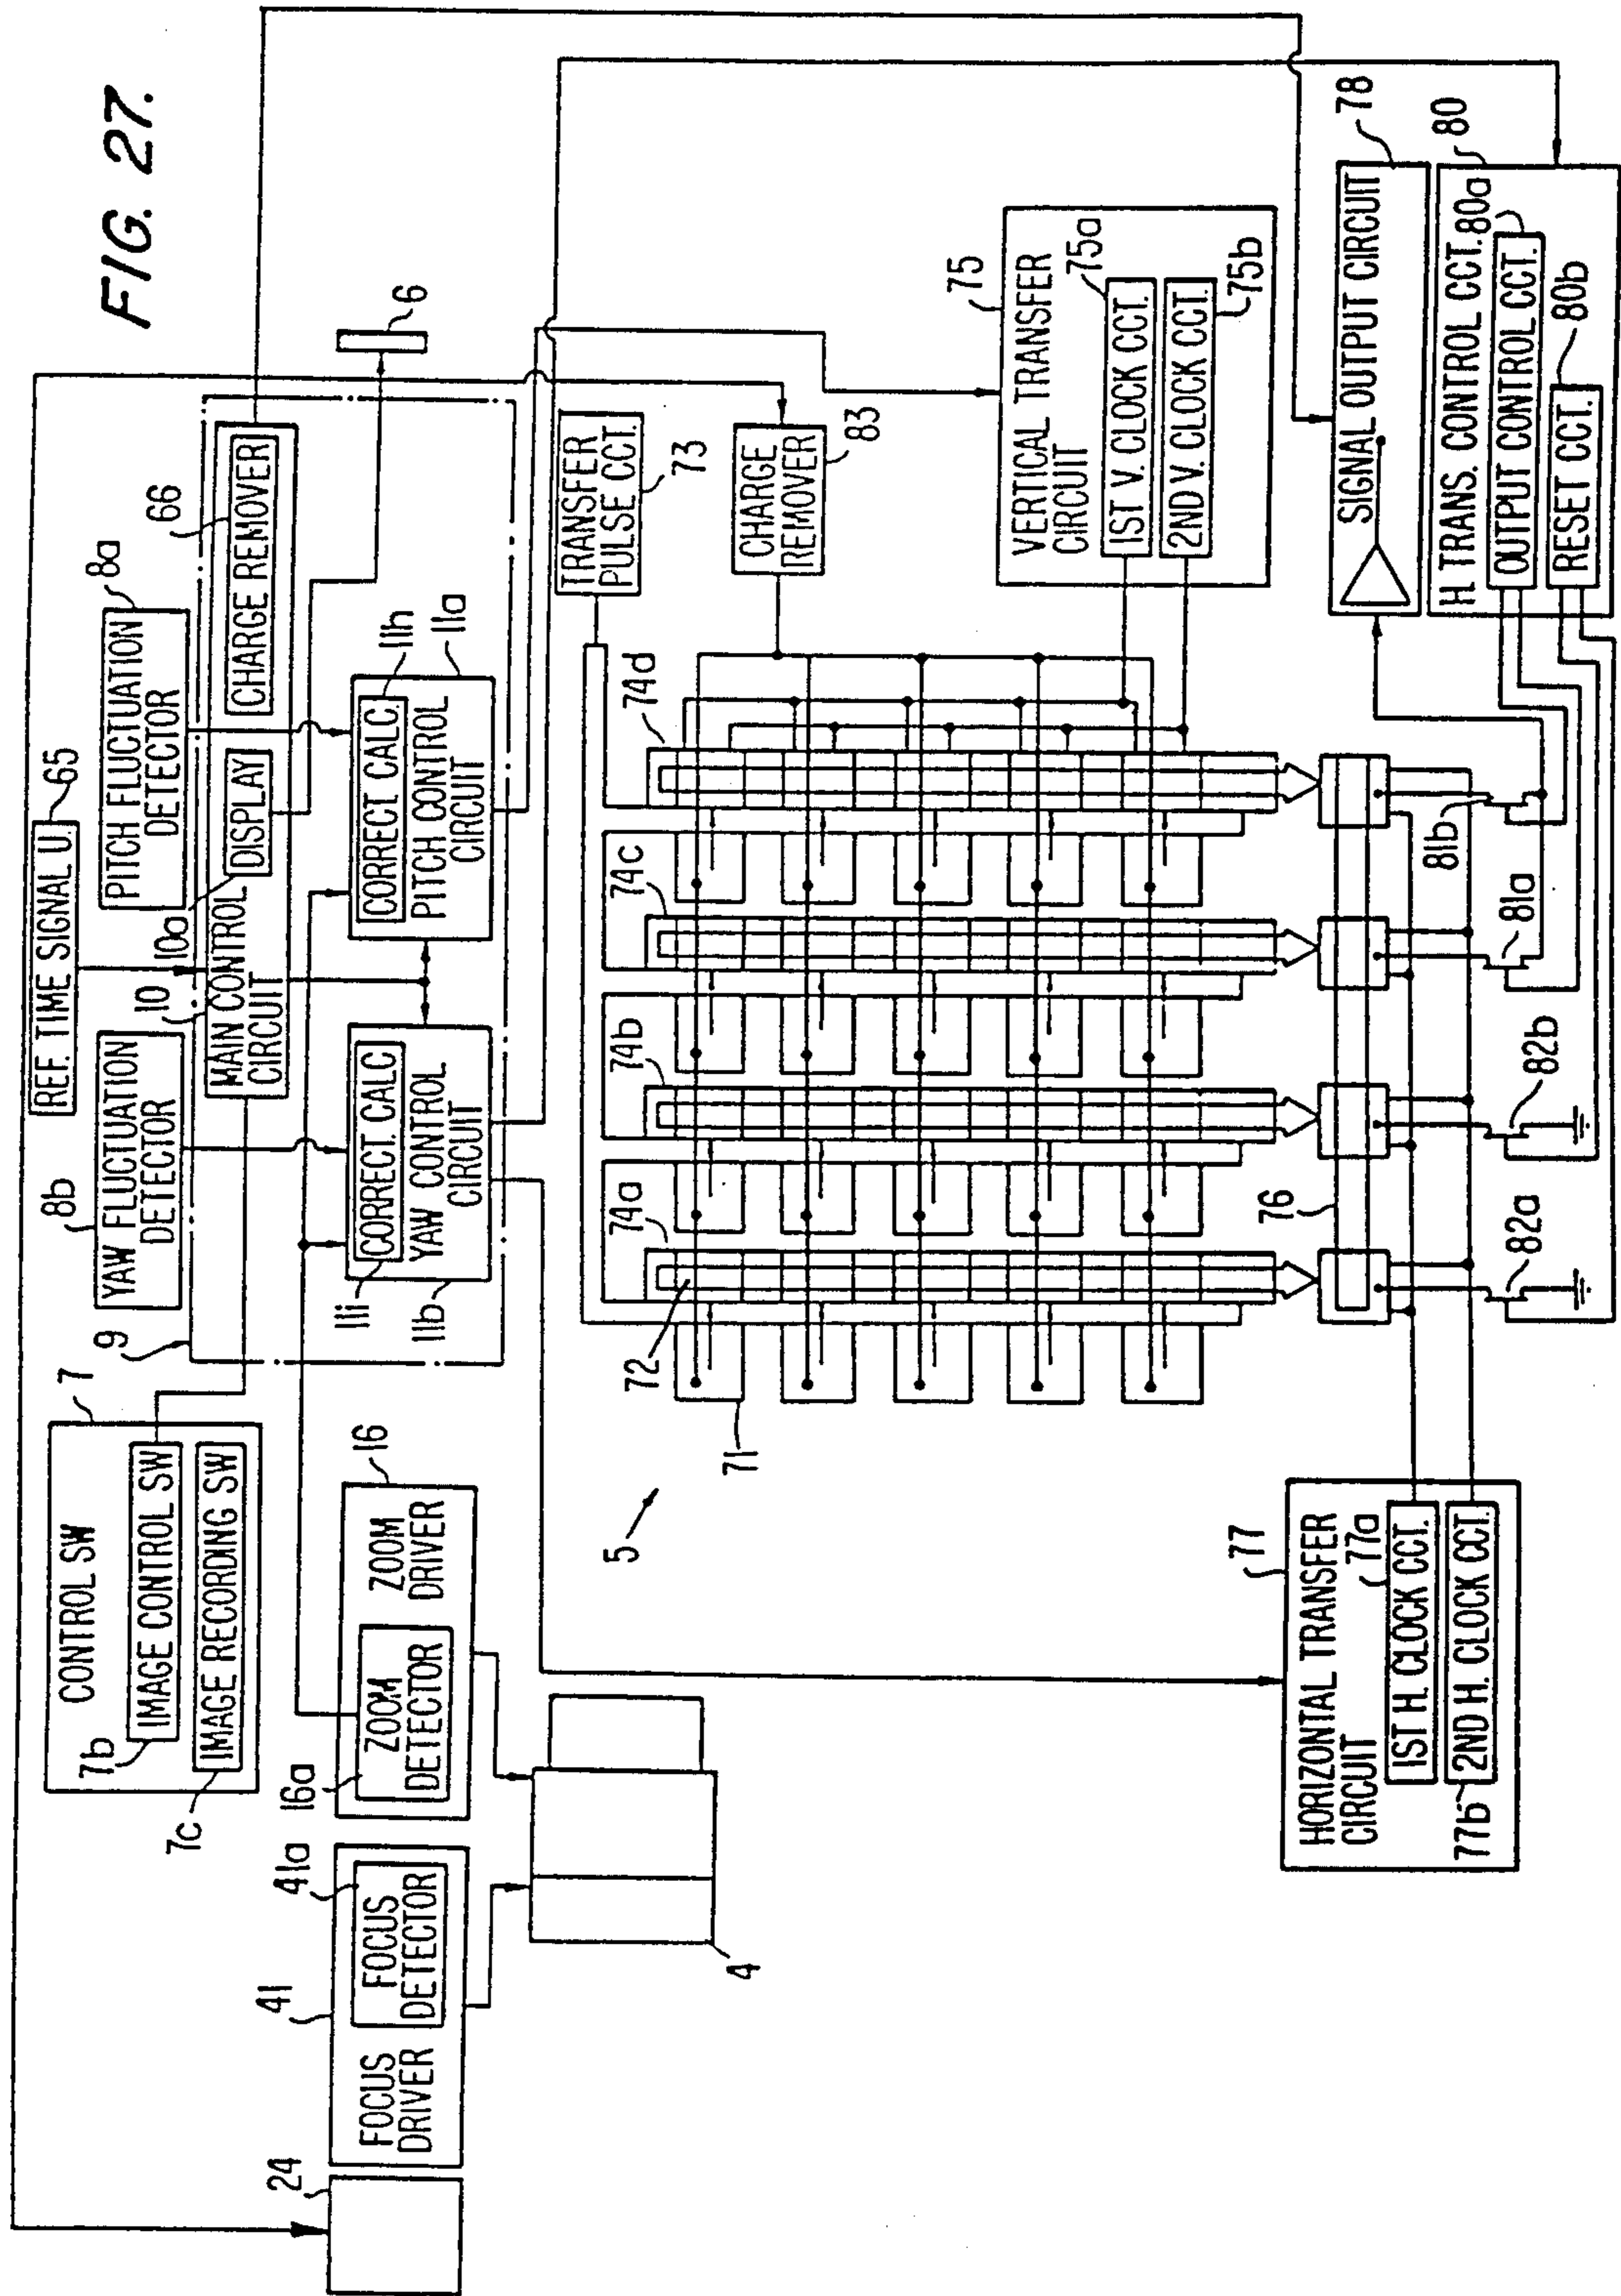 FIG. 27.
REF. TIME SIGNAL U.
65
8b
YAW FLUCTUATION
DETECTOR
PITCH FLUCTUATION
DETECTOR
8a
9
10
10a
MAIN CONTROL
CIRCUIT
DISPLAY
CHARGE REMOVER
66
6
7
CONTROL SW
7b
IMAGE CONTROL SW
7c
IMAGE RECORDING SW
11i
CORRECT. CALC
YAW CONTROL
CIRCUIT
11b
CORRECT CALC.
11h
PITCH CONTROL
CIRCUIT
11a
24
41
FOCUS
DRIVER
FOCUS
DETECTOR
41a
16
16a
ZOOM
DETECTOR
ZOOM
DRIVER
4
5
TRANSFER
PULSE CCT.
73
CHARGE
REMOVER
83
71
72
74a
74b
74c
74d
VERTICAL TRANSFER
CIRCUIT
75
1ST V. CLOCK CCT.
75a
2ND V. CLOCK CCT.
75b
76
77
HORIZONTAL TRANSFER
CIRCUIT
77a
1ST H. CLOCK CCT.
77b
2ND H. CLOCK CCT.
82a
82b
81a
81b
SIGNAL OUTPUT CIRCUIT
78
H. TRANS. CONTROL CCT.
80
OUTPUT CONTROL CCT.
80a
RESET CCT.
80b